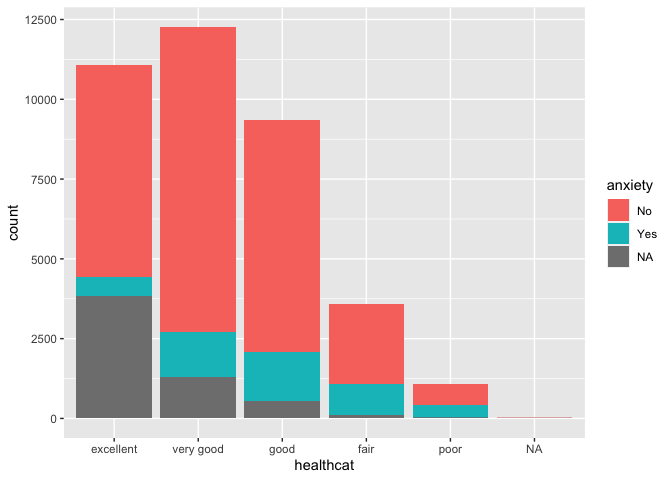 12500
10000
7500
5000
2500
0
count
excellent very good good fair poor NA
healthcat
anxiety
No
Yes
NA